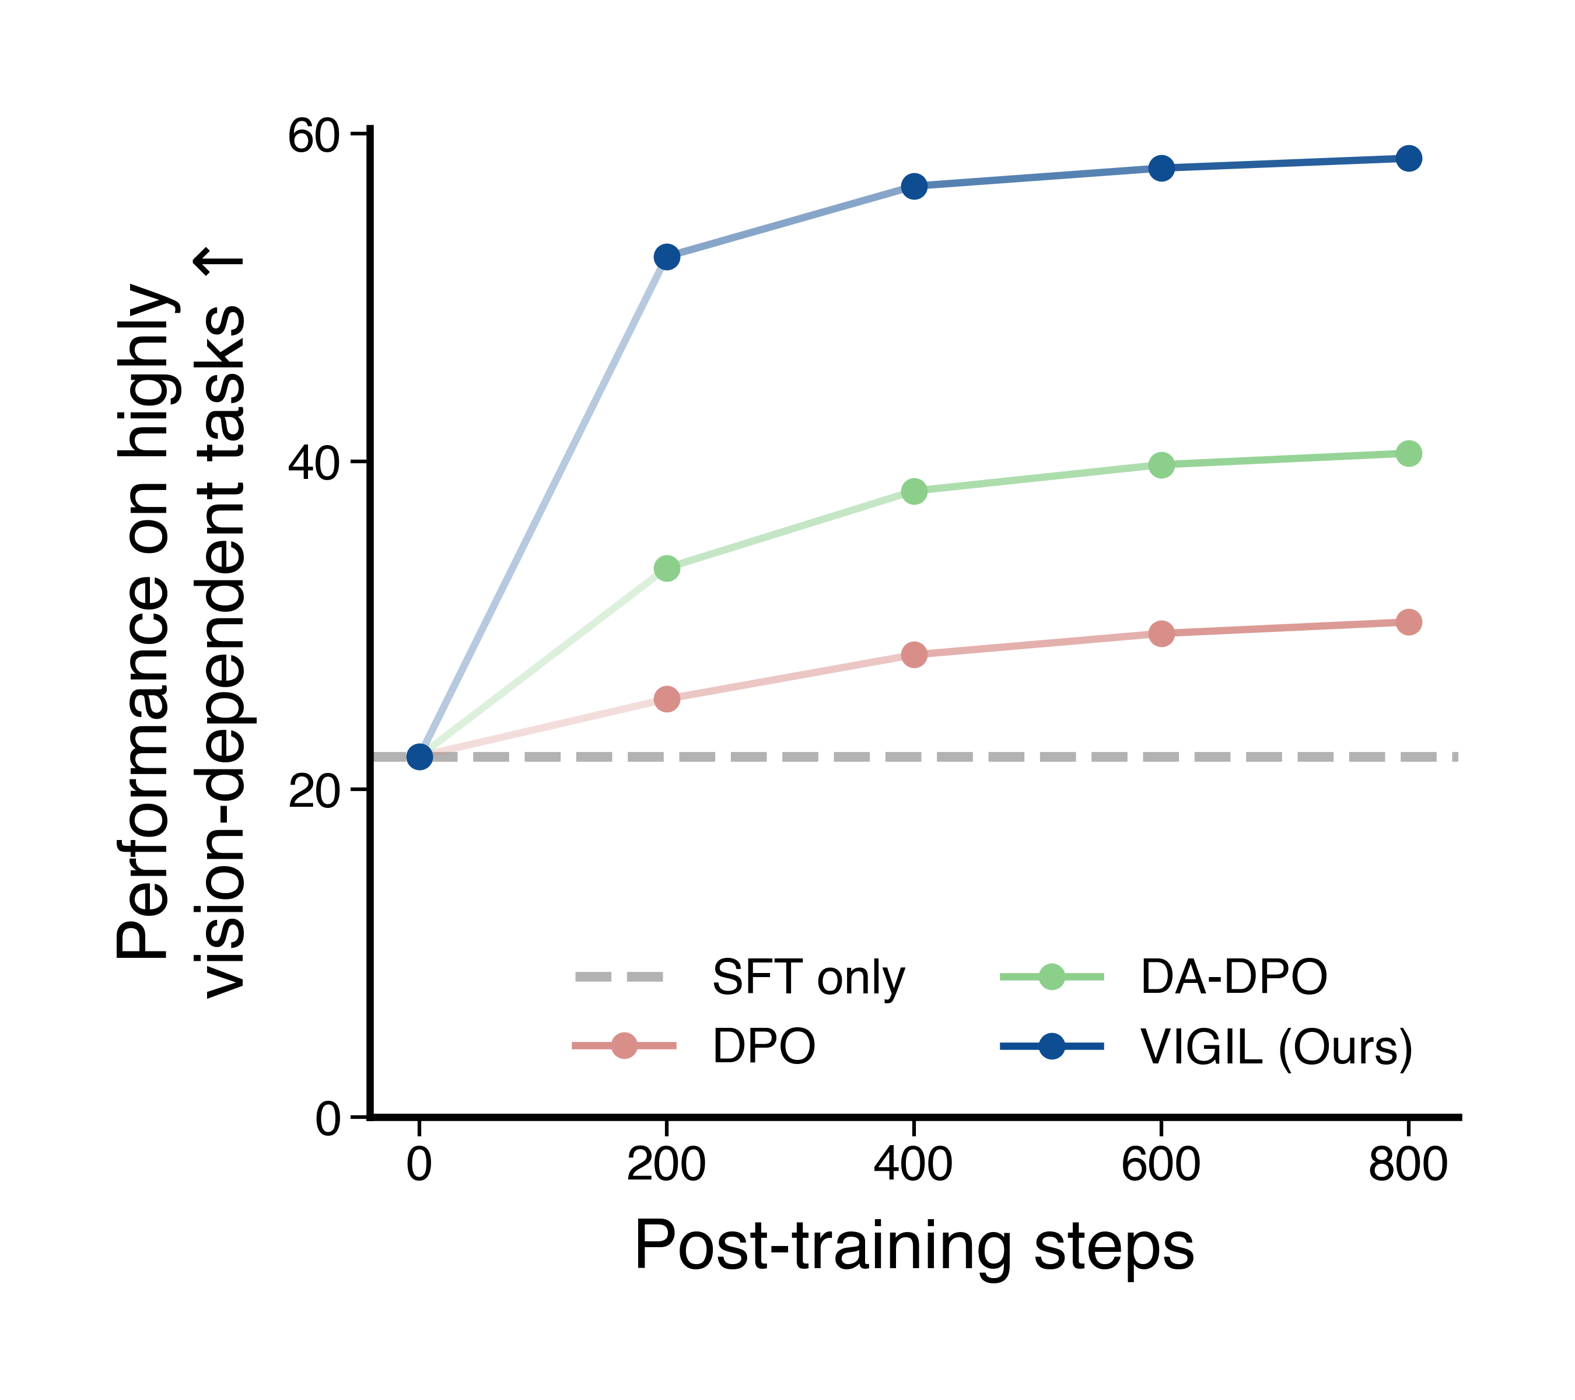 Performance on highly
vision-dependent tasks ↑
60
40
20
0
SFT only
DPO
DA-DPO
VIGIL (Ours)
0 200 400 600 800
Post-training steps